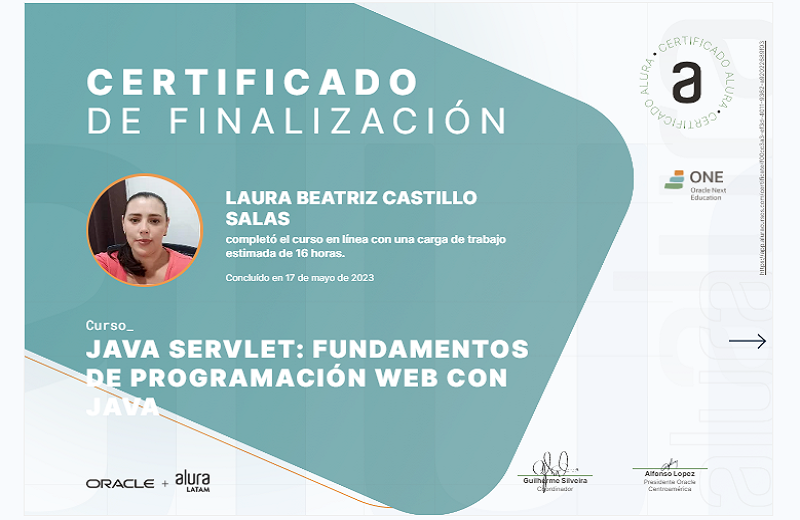 CERTIFICADO
DE FINALIZACIÓN
LAURA BEATRIZ CASTILLO
SALAS
completó el curso en línea con una carga de trabajo
estimada de 16 horas.
Concluído en 17 de mayo de 2023
Curso_
JAVA SERVLET: FUNDAMENTOS
DE PROGRAMACIÓN WEB CON
JAVA
ORACLE + alura
LATAM
CERTIFICADO ALURA • CERTIFICADO ALURA •
a
ONE
Oracle Next
Education
Guilherme Silveira
Coordinador
Alfonso Lopez
Presidente Oracle
Centroamérica
alura